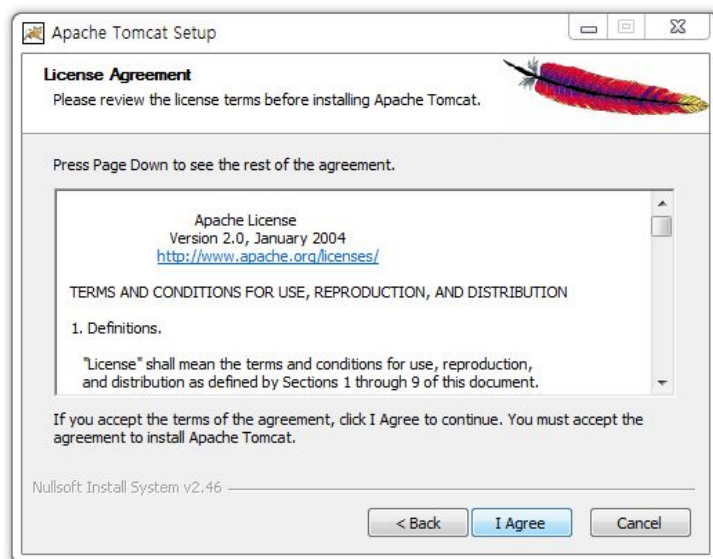 Apache Tomcat Setup
License Agreement
Please review the license terms before installing Apache Tomcat.
Press Page Down to see the rest of the agreement.
Apache License
Version 2.0, January 2004
http://www.apache.org/licenses/
TERMS AND CONDITIONS FOR USE, REPRODUCTION, AND DISTRIBUTION
1. Definitions.
"License" shall mean the terms and conditions for use, reproduction,
and distribution as defined by Sections 1 through 9 of this document.
If you accept the terms of the agreement, click I Agree to continue. You must accept the
agreement to install Apache Tomcat.
Nullsoft Install System v2.46
< Back I Agree Cancel